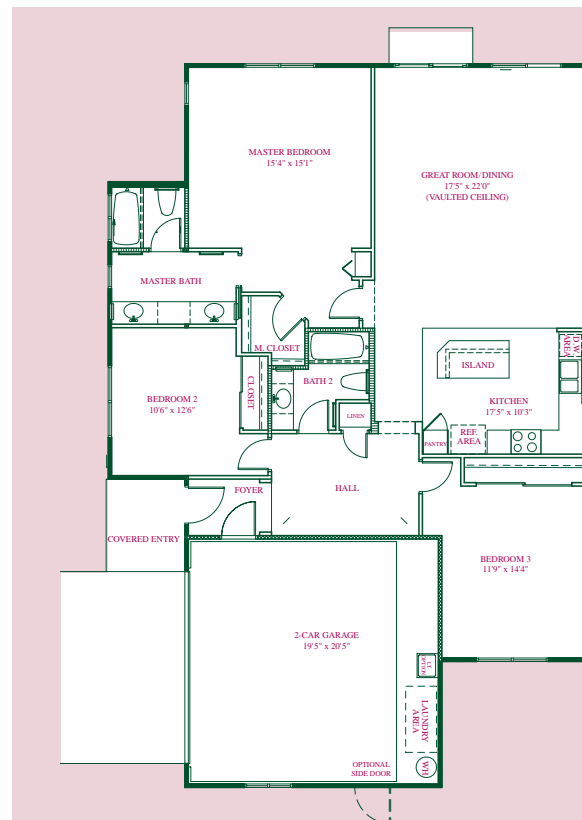 MASTER BEDROOM
15'4" x 15'1"
GREAT ROOM/DINING
17'5" x 22'0"
(VAULTED CEILING)
MASTER BATH
M. CLOSET
BATH 2
CLOSET
BEDROOM 2
10'6" x 12'6"
LINEN
D.W.
AREA
ISLAND
KITCHEN
17'5" x 10'3"
PANTRY
REF.
AREA
FOYER
HALL
COVERED ENTRY
BEDROOM 3
11'9" x 14'4"
2-CAR GARAGE
19'5" x 20'5"
LT
OPTION
LAUNDRY
AREA
WH
OPTIONAL
SIDE DOOR